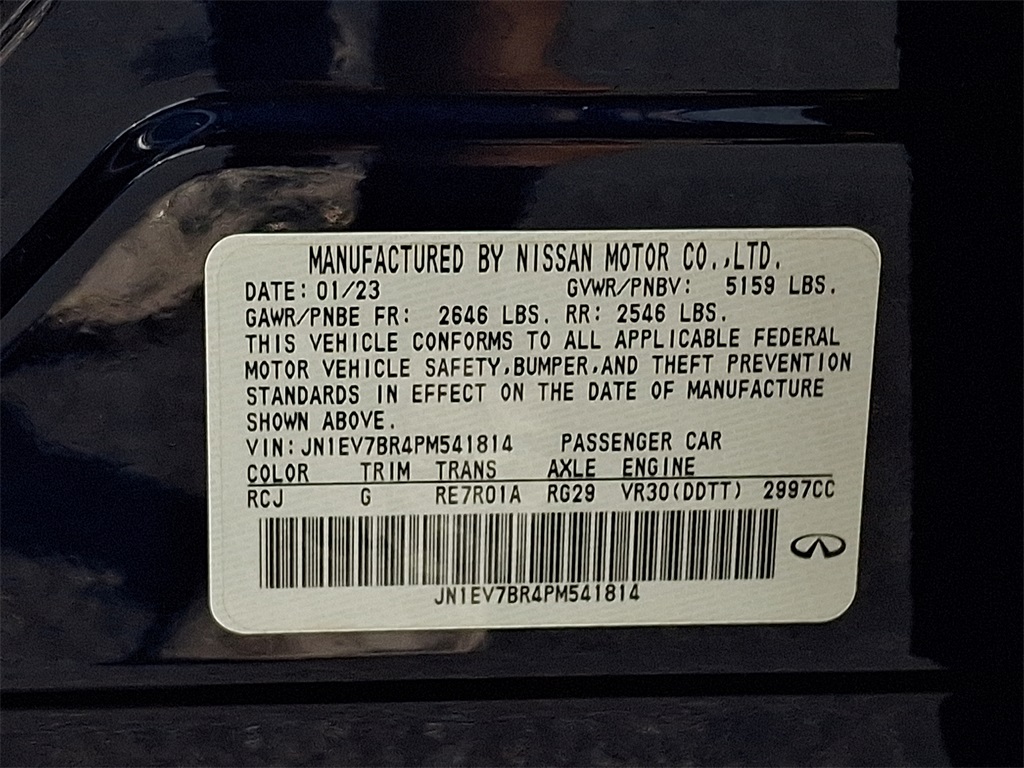 MANUFACTURED BY NISSAN MOTOR CO.,LTD.
DATE: 01/23 GVWR/PNBV: 5159 LBS.
GAWR/PNBE FR: 2646 LBS. RR: 2546 LBS.
THIS VEHICLE CONFORMS TO ALL APPLICABLE FEDERAL
MOTOR VEHICLE SAFETY,BUMPER,AND THEFT PREVENTION
STANDARDS IN EFFECT ON THE DATE OF MANUFACTURE
SHOWN ABOVE.
VIN: JN1EV7BR4PM541814 PASSENGER CAR
COLOR TRIM TRANS AXLE ENGINE
RCJ G RE7R01A RG29 VR30(DDTT) 2997CC
JN1EV7BR4PM541814